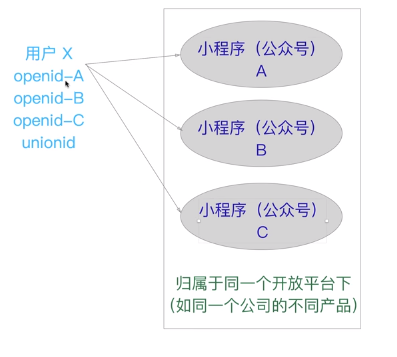 用户 X
openid-A
openid-B
openid-C
unionid
小程序（公众号）
A
小程序（公众号）
B
小程序（公众号）
C
归属于同一个开放平台下
(如同一个公司的不同产品）